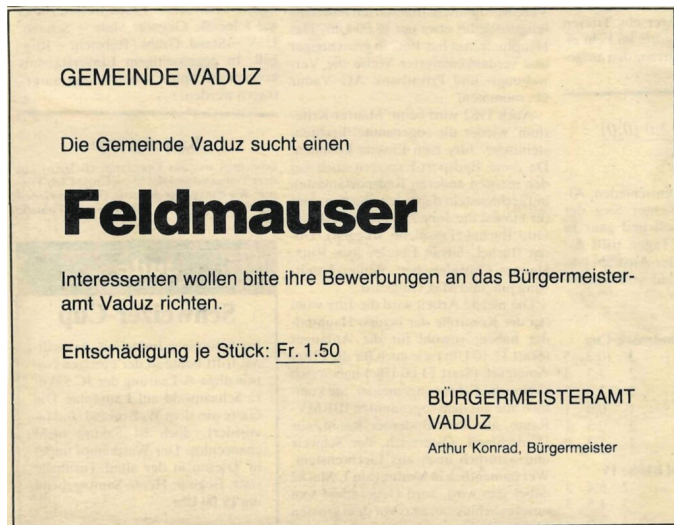 GEMEINDE VADUZ
Die Gemeinde Vaduz sucht einen
Feldmauser
Interessenten wollen bitte ihre Bewerbungen an das Bürgermeister-
amt Vaduz richten.
Entschädigung je Stück: Fr. 1.50
BÜRGERMEISTERAMT
VADUZ
Arthur Konrad, Bürgermeister